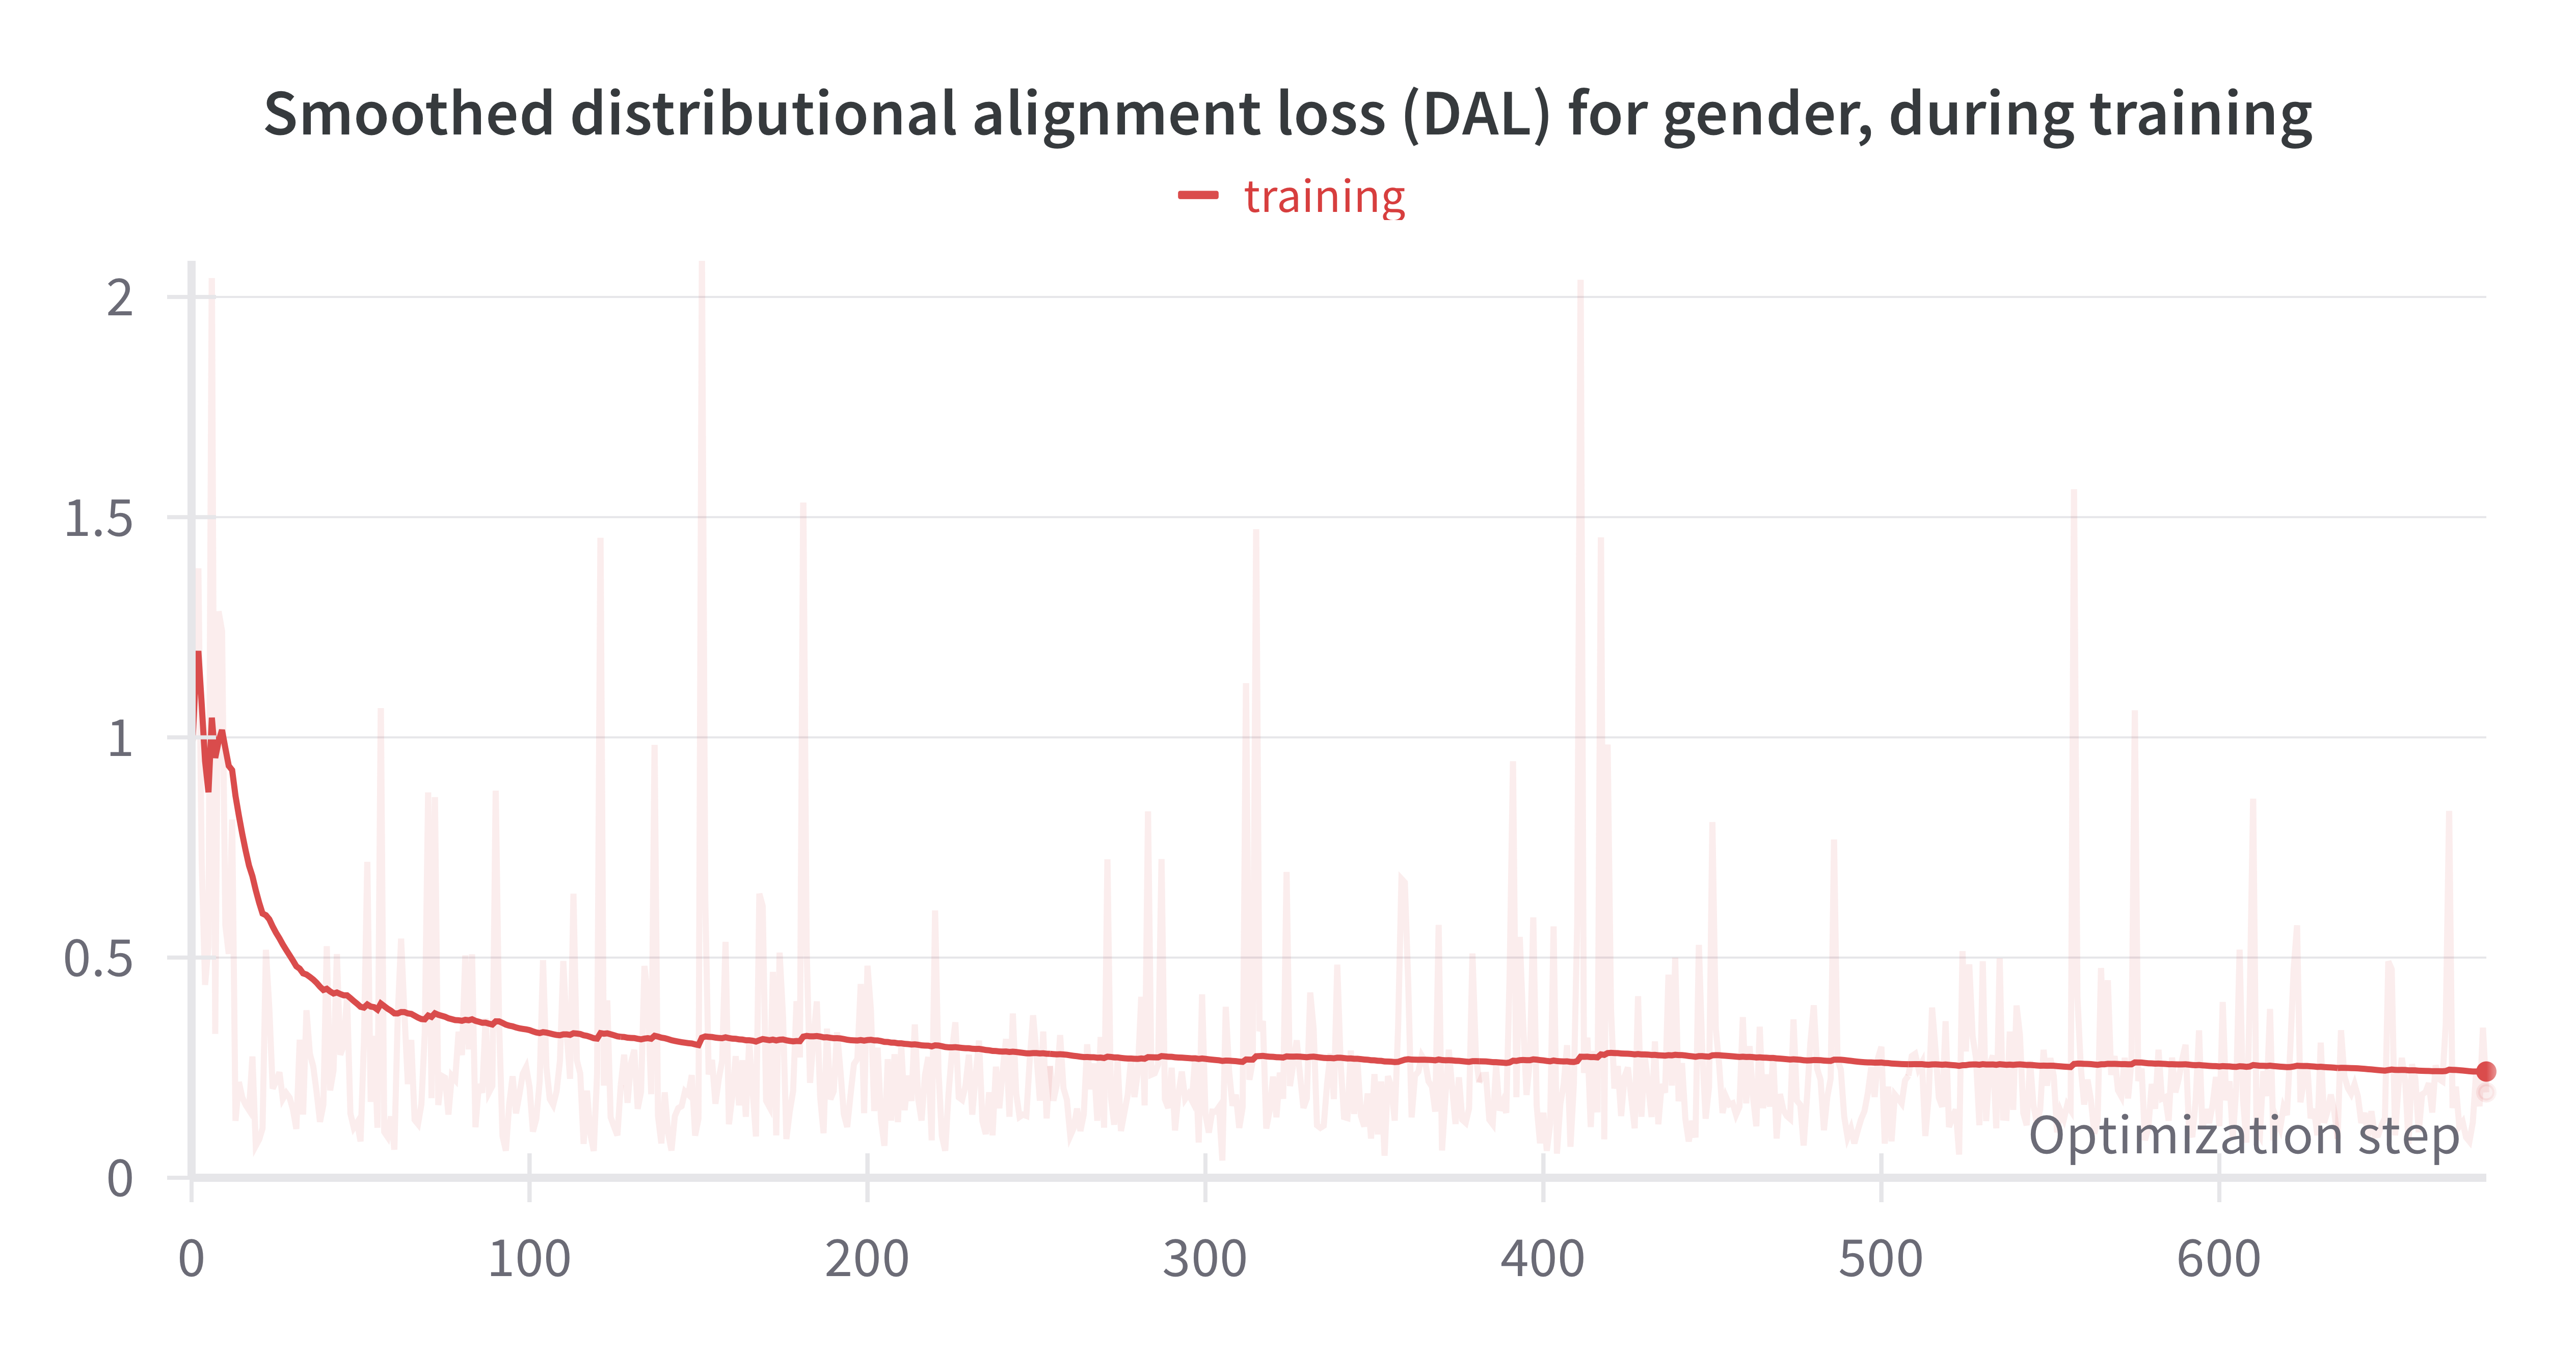 Smoothed distributional alignment loss (DAL) for gender, during training
training
2
1.5
1
0.5
0
Optimization step
0 100 200 300 400 500 600